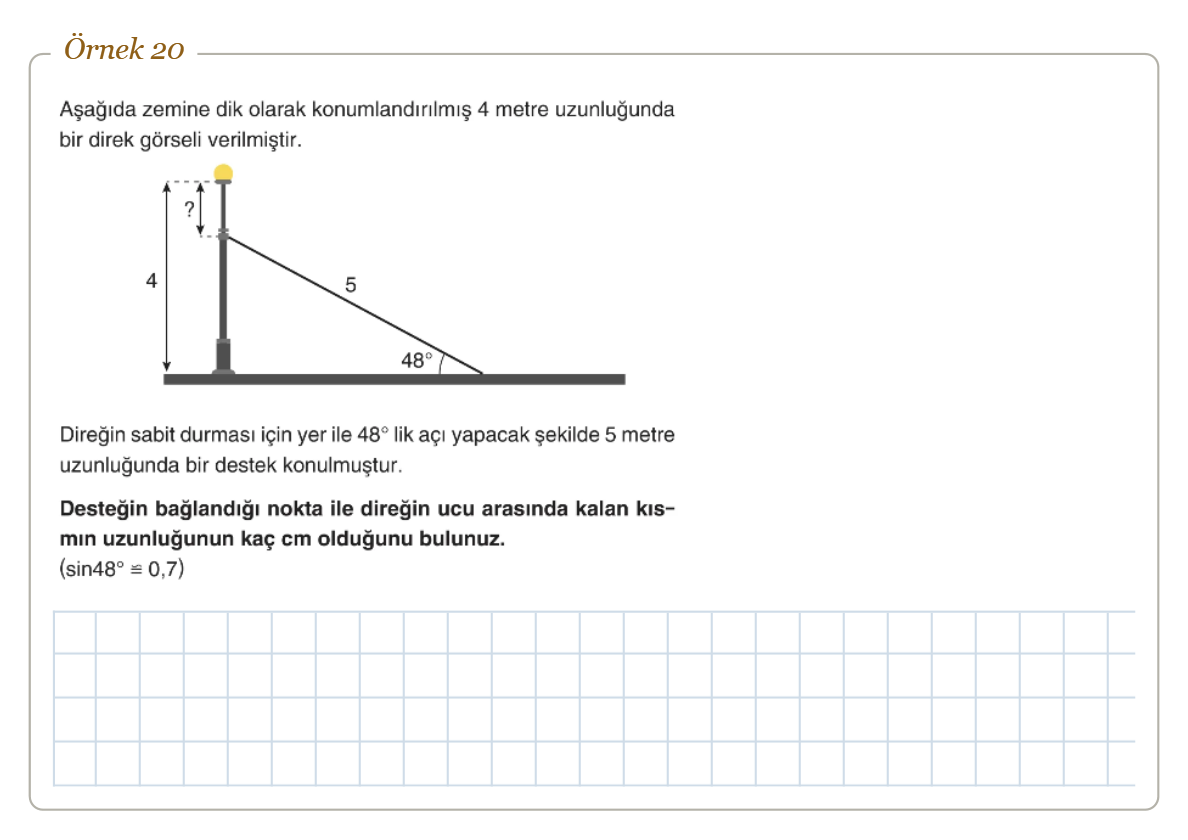 Örnek 20
Aşağıda zemine dik olarak konumlandırılmış 4 metre uzunluğunda
bir direk görseli verilmiştir.
?
4
5
48°
Direğin sabit durması için yer ile 48° lik açı yapacak şekilde 5 metre
uzunluğunda bir destek konulmuştur.
Desteğin bağlandığı nokta ile direğin ucu arasında kalan kıs-
mın uzunluğunun kaç cm olduğunu bulunuz.
(sin48° ≌ 0,7)